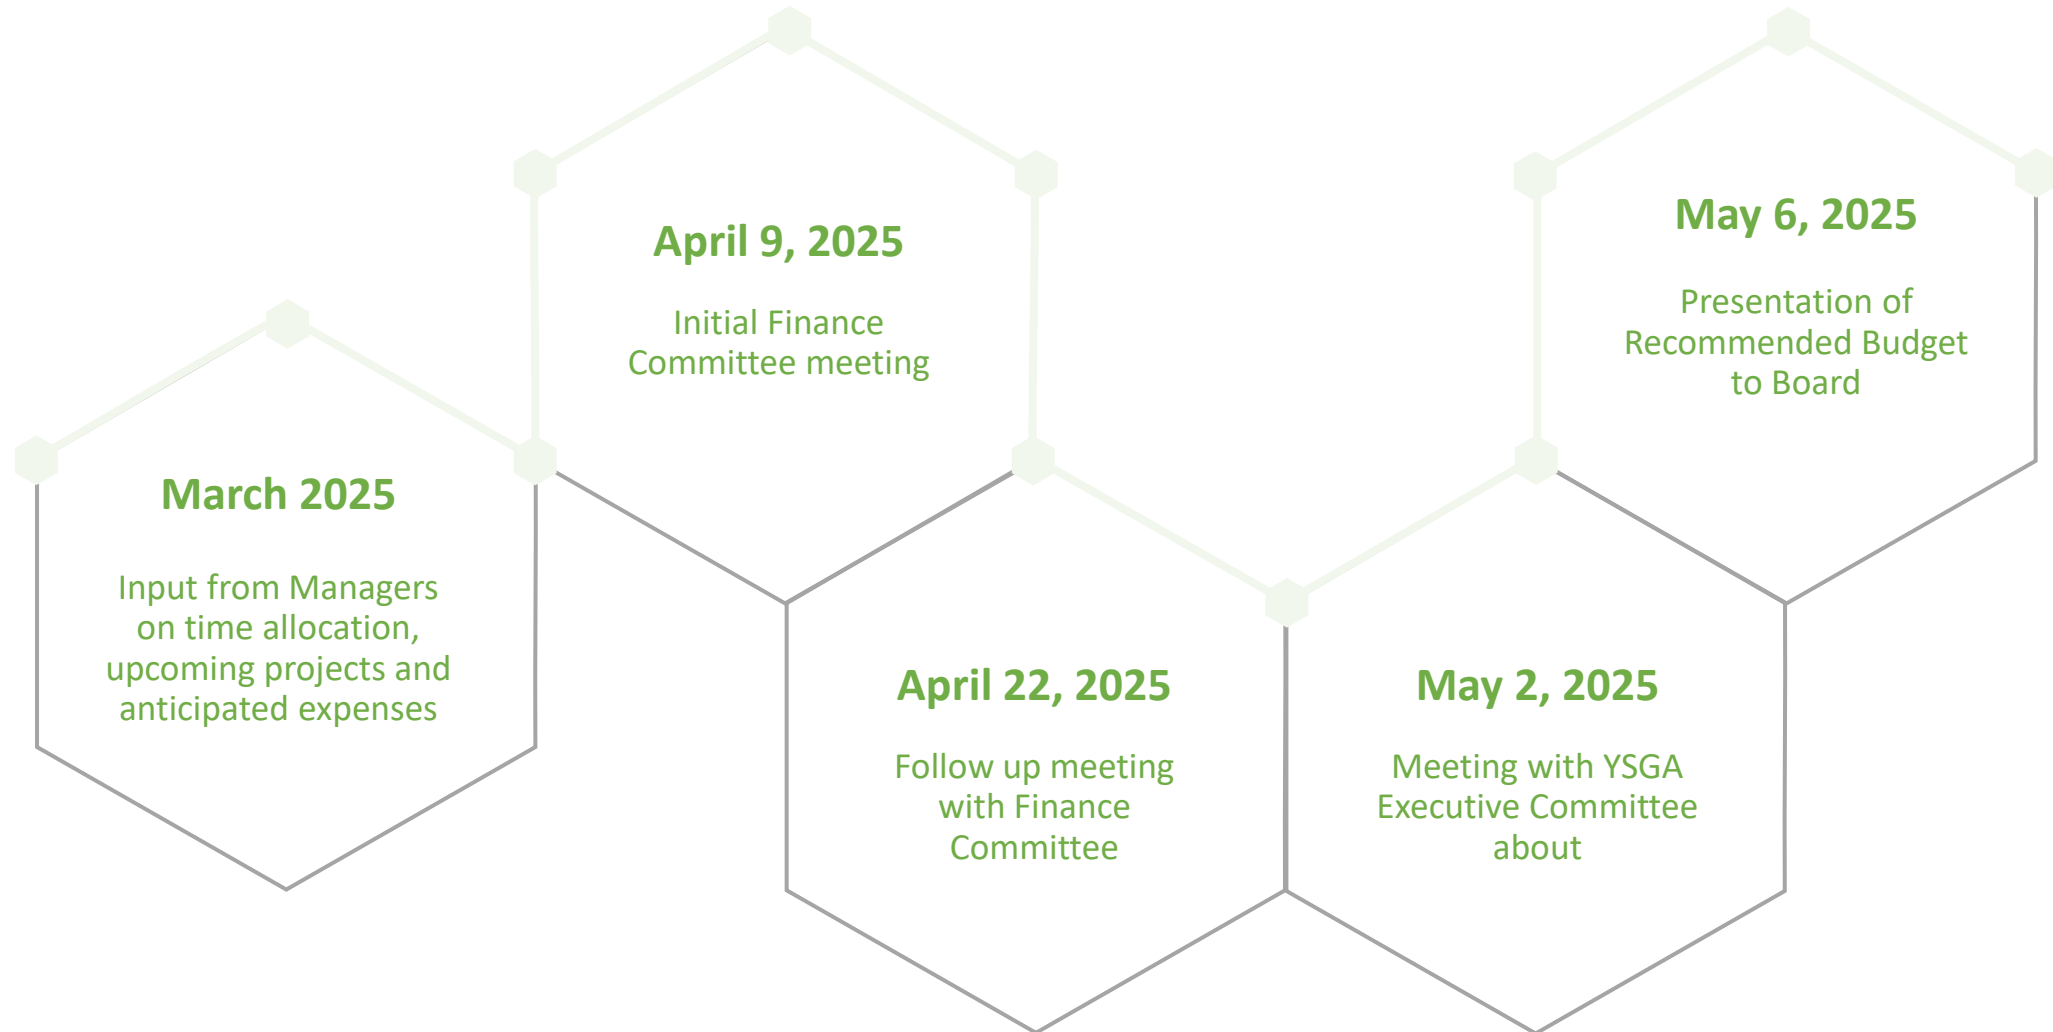 March 2025
Input from Managers
on time allocation,
upcoming projects and
anticipated expenses
April 9, 2025
Initial Finance
Committee meeting
April 22, 2025
Follow up meeting
with Finance
Committee
May 2, 2025
Meeting with YSGA
Executive Committee
about
May 6, 2025
Presentation of
Recommended Budget
to Board